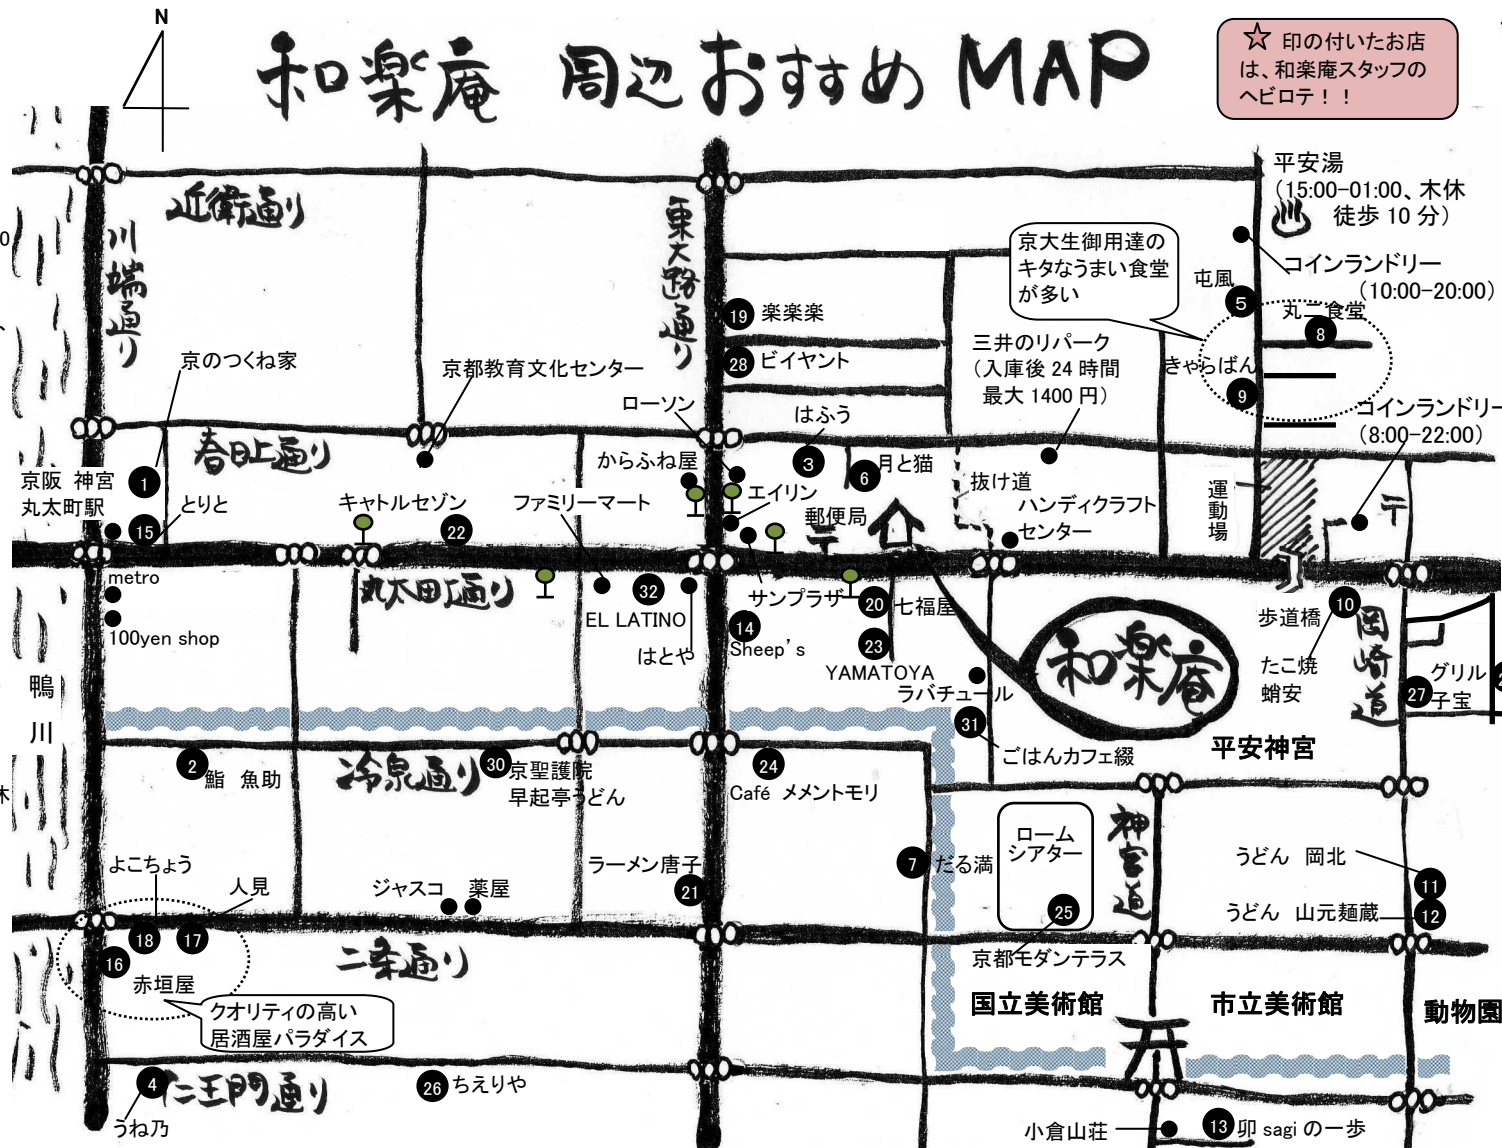 N
和楽庵 周辺おすすめ MAP
☆ 印の付いたお店
は、和楽庵スタッフの
ヘビロテ！！
平安湯
(15:00-01:00、木休
徒歩 10 分)
近衛通り
川端通り
東大路通り
京大生御用達の
キタなうまい食堂
が多い
コインランドリー
(10:00-20:00)
屯風
5
丸二食堂
8
19 楽楽楽
28 ビイヤント
三井のリパーク
(入庫後 24 時間
最大 1400 円)
きゃらばん
9
京のつくね家
京都教育文化センター
ローソン
はふう
3
コインランドリー
(8:00-22:00)
春日上通り
京阪 神宮
丸太町駅
1
15
とりと
キャトルセゾン
22
ファミリーマート
からふね屋
エイリン
6 月と猫
郵便局
〒
抜け道
ハンディクラフト
センター
運動場
〒
metro
100yen shop
丸太町通り
32
EL LATINO
はとや
サンプラザ
14
Sheep's
20 七福屋
23
YAMATOYA
ラバチュール
31
ごはんカフェ綴
和楽庵
歩道橋
10
たこ焼
蛸安
岡崎道
27
グリル
子宝
平安神宮
鴨川
2
鮨 魚助
冷泉通り
30 京聖護院
早起亭うどん
24
Café メメントモリ
ローム
シアター
25
京都モダンテラス
神宮道
うどん 岡北
11
うどん 山元麺蔵
12
よこちょう
人見
ジャスコ
薬屋
ラーメン唐子
21
7 だる満
18
17
16
赤垣屋
二条通り
クオリティの高い
居酒屋パラダイス
国立美術館
市立美術館
動物園
4
うね乃
仁王門通り
26 ちえりや
小倉山荘
13 卯 sagi の一歩